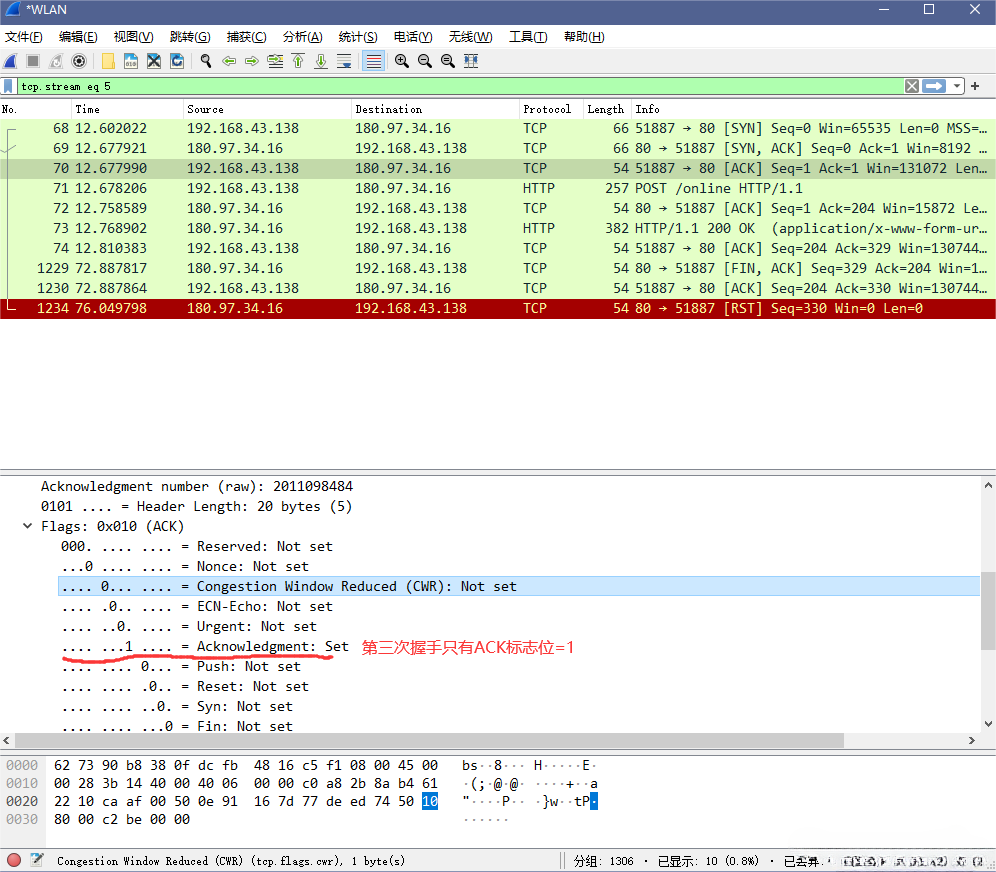 *WLAN
文件(F) 编辑(E) 视图(V) 跳转(G) 捕获(C) 分析(A) 统计(S) 电话(Y) 无线(W) 工具(T) 帮助(H)
tcp.stream eq 5
No. Time Source Destination Protocol Length Info
68 12.602022 192.168.43.138 180.97.34.16 TCP 66 51887 → 80 [SYN] Seq=0 Win=65535 Len=0 MSS=…
69 12.677921 180.97.34.16 192.168.43.138 TCP 66 80 → 51887 [SYN, ACK] Seq=0 Ack=1 Win=8192 …
70 12.677990 192.168.43.138 180.97.34.16 TCP 54 51887 → 80 [ACK] Seq=1 Ack=1 Win=131072 Len…
71 12.678206 192.168.43.138 180.97.34.16 HTTP 257 POST /online HTTP/1.1
72 12.758589 180.97.34.16 192.168.43.138 TCP 54 80 → 51887 [ACK] Seq=1 Ack=204 Win=15872 Le…
73 12.768902 180.97.34.16 192.168.43.138 HTTP 382 HTTP/1.1 200 OK (application/x-www-form-ur…
74 12.810383 192.168.43.138 180.97.34.16 TCP 54 51887 → 80 [ACK] Seq=204 Ack=329 Win=130744…
1229 72.887817 180.97.34.16 192.168.43.138 TCP 54 80 → 51887 [FIN, ACK] Seq=329 Ack=204 Win=1…
1230 72.887864 192.168.43.138 180.97.34.16 TCP 54 51887 → 80 [ACK] Seq=204 Ack=330 Win=130744…
1234 76.049798 180.97.34.16 192.168.43.138 TCP 54 80 → 51887 [RST] Seq=330 Win=0 Len=0
Acknowledgment number (raw): 2011098484
0101 .... = Header Length: 20 bytes (5)
Flags: 0x010 (ACK)
000. .... .... = Reserved: Not set
...0 .... .... = Nonce: Not set
.... 0... .... = Congestion Window Reduced (CWR): Not set
.... .0.. .... = ECN-Echo: Not set
.... ..0. .... = Urgent: Not set
.... ...1 .... = Acknowledgment: Set 第三次握手只有ACK标志位=1
.... .... 0... = Push: Not set
.... .... .0.. = Reset: Not set
.... .... ..0. = Syn: Not set
.... .... ...0 = Fin: Not set
0000 62 73 90 b8 38 0f dc fb 48 16 c5 f1 08 00 45 00 bs··8··· H·····E·
0010 00 28 3b 14 40 00 40 06 00 00 c0 a8 2b 8a b4 61 ·(;·@·@· ····+··a
0020 22 10 ca af 00 50 0e 91 16 7d 77 de ed 74 50 10 "····P·· ·}w··tP·
0030 80 00 c2 be 00 00 ······
Congestion Window Reduced (CWR) (tcp.flags.cwr), 1 byte(s) 分组: 1306 · 已显示: 10 (0.8%) · 已丢弃: